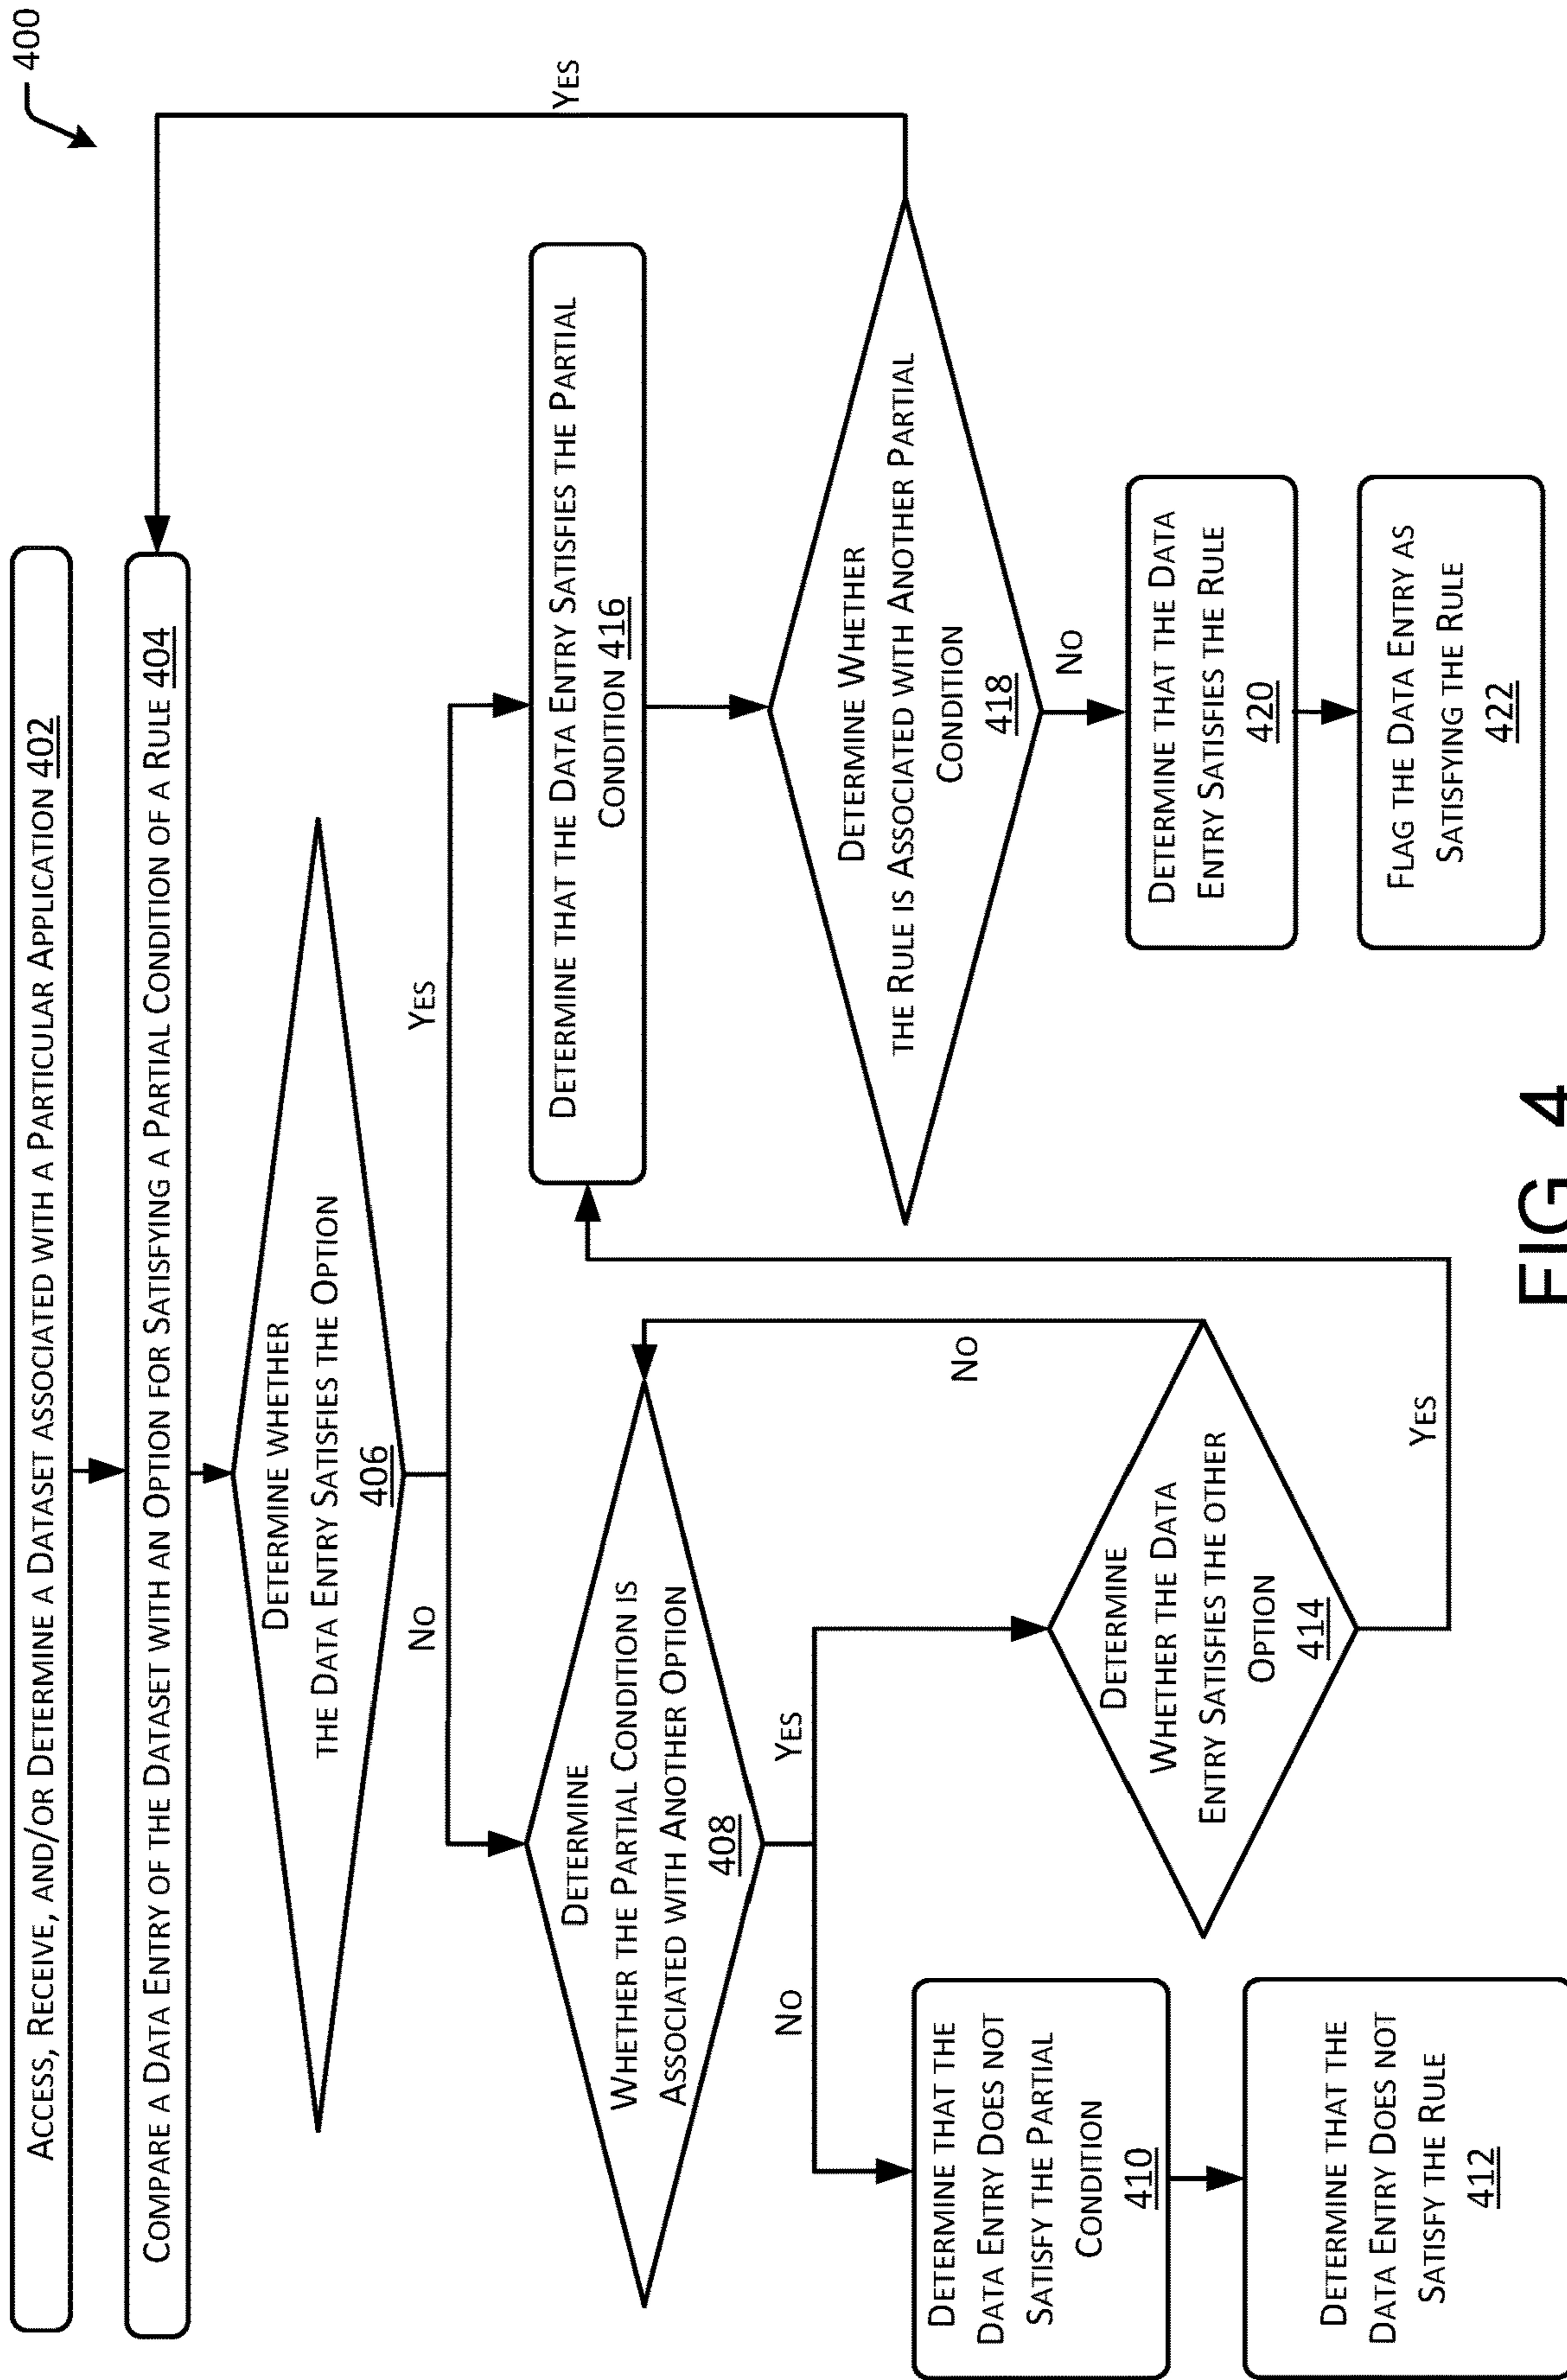 400
ACCESS, RECEIVE, AND/OR DETERMINE A DATASET ASSOCIATED WITH A PARTICULAR APPLICATION 402
COMPARE A DATA ENTRY OF THE DATASET WITH AN OPTION FOR SATISFYING A PARTIAL CONDITION OF A RULE 404
DETERMINE WHETHER
THE DATA ENTRY SATISFIES THE OPTION
406
NO
YES
DETERMINE
WHETHER THE PARTIAL CONDITION IS
ASSOCIATED WITH ANOTHER OPTION
408
NO
YES
DETERMINE THAT THE
DATA ENTRY DOES NOT
SATISFY THE PARTIAL
CONDITION
410
DETERMINE THAT THE
DATA ENTRY DOES NOT
SATISFY THE RULE
412
DETERMINE
WHETHER THE DATA
ENTRY SATISFIES THE OTHER
OPTION
414
NO
YES
DETERMINE THAT THE DATA ENTRY SATISFIES THE PARTIAL
CONDITION 416
DETERMINE WHETHER
THE RULE IS ASSOCIATED WITH ANOTHER PARTIAL
CONDITION
418
YES
NO
DETERMINE THAT THE DATA
ENTRY SATISFIES THE RULE
420
FLAG THE DATA ENTRY AS
SATISFYING THE RULE
422
FIG. 4